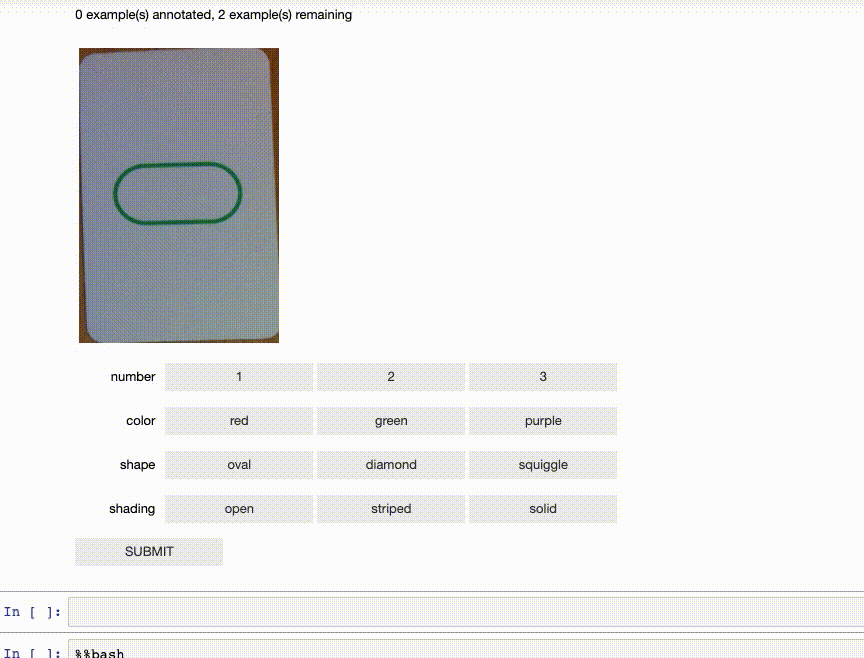 0 example(s) annotated, 2 example(s) remaining
number 1 2 3
color red green purple
shape oval diamond squiggle
shading open striped solid
SUBMIT
In [ ]:
In [ ]: %%bash